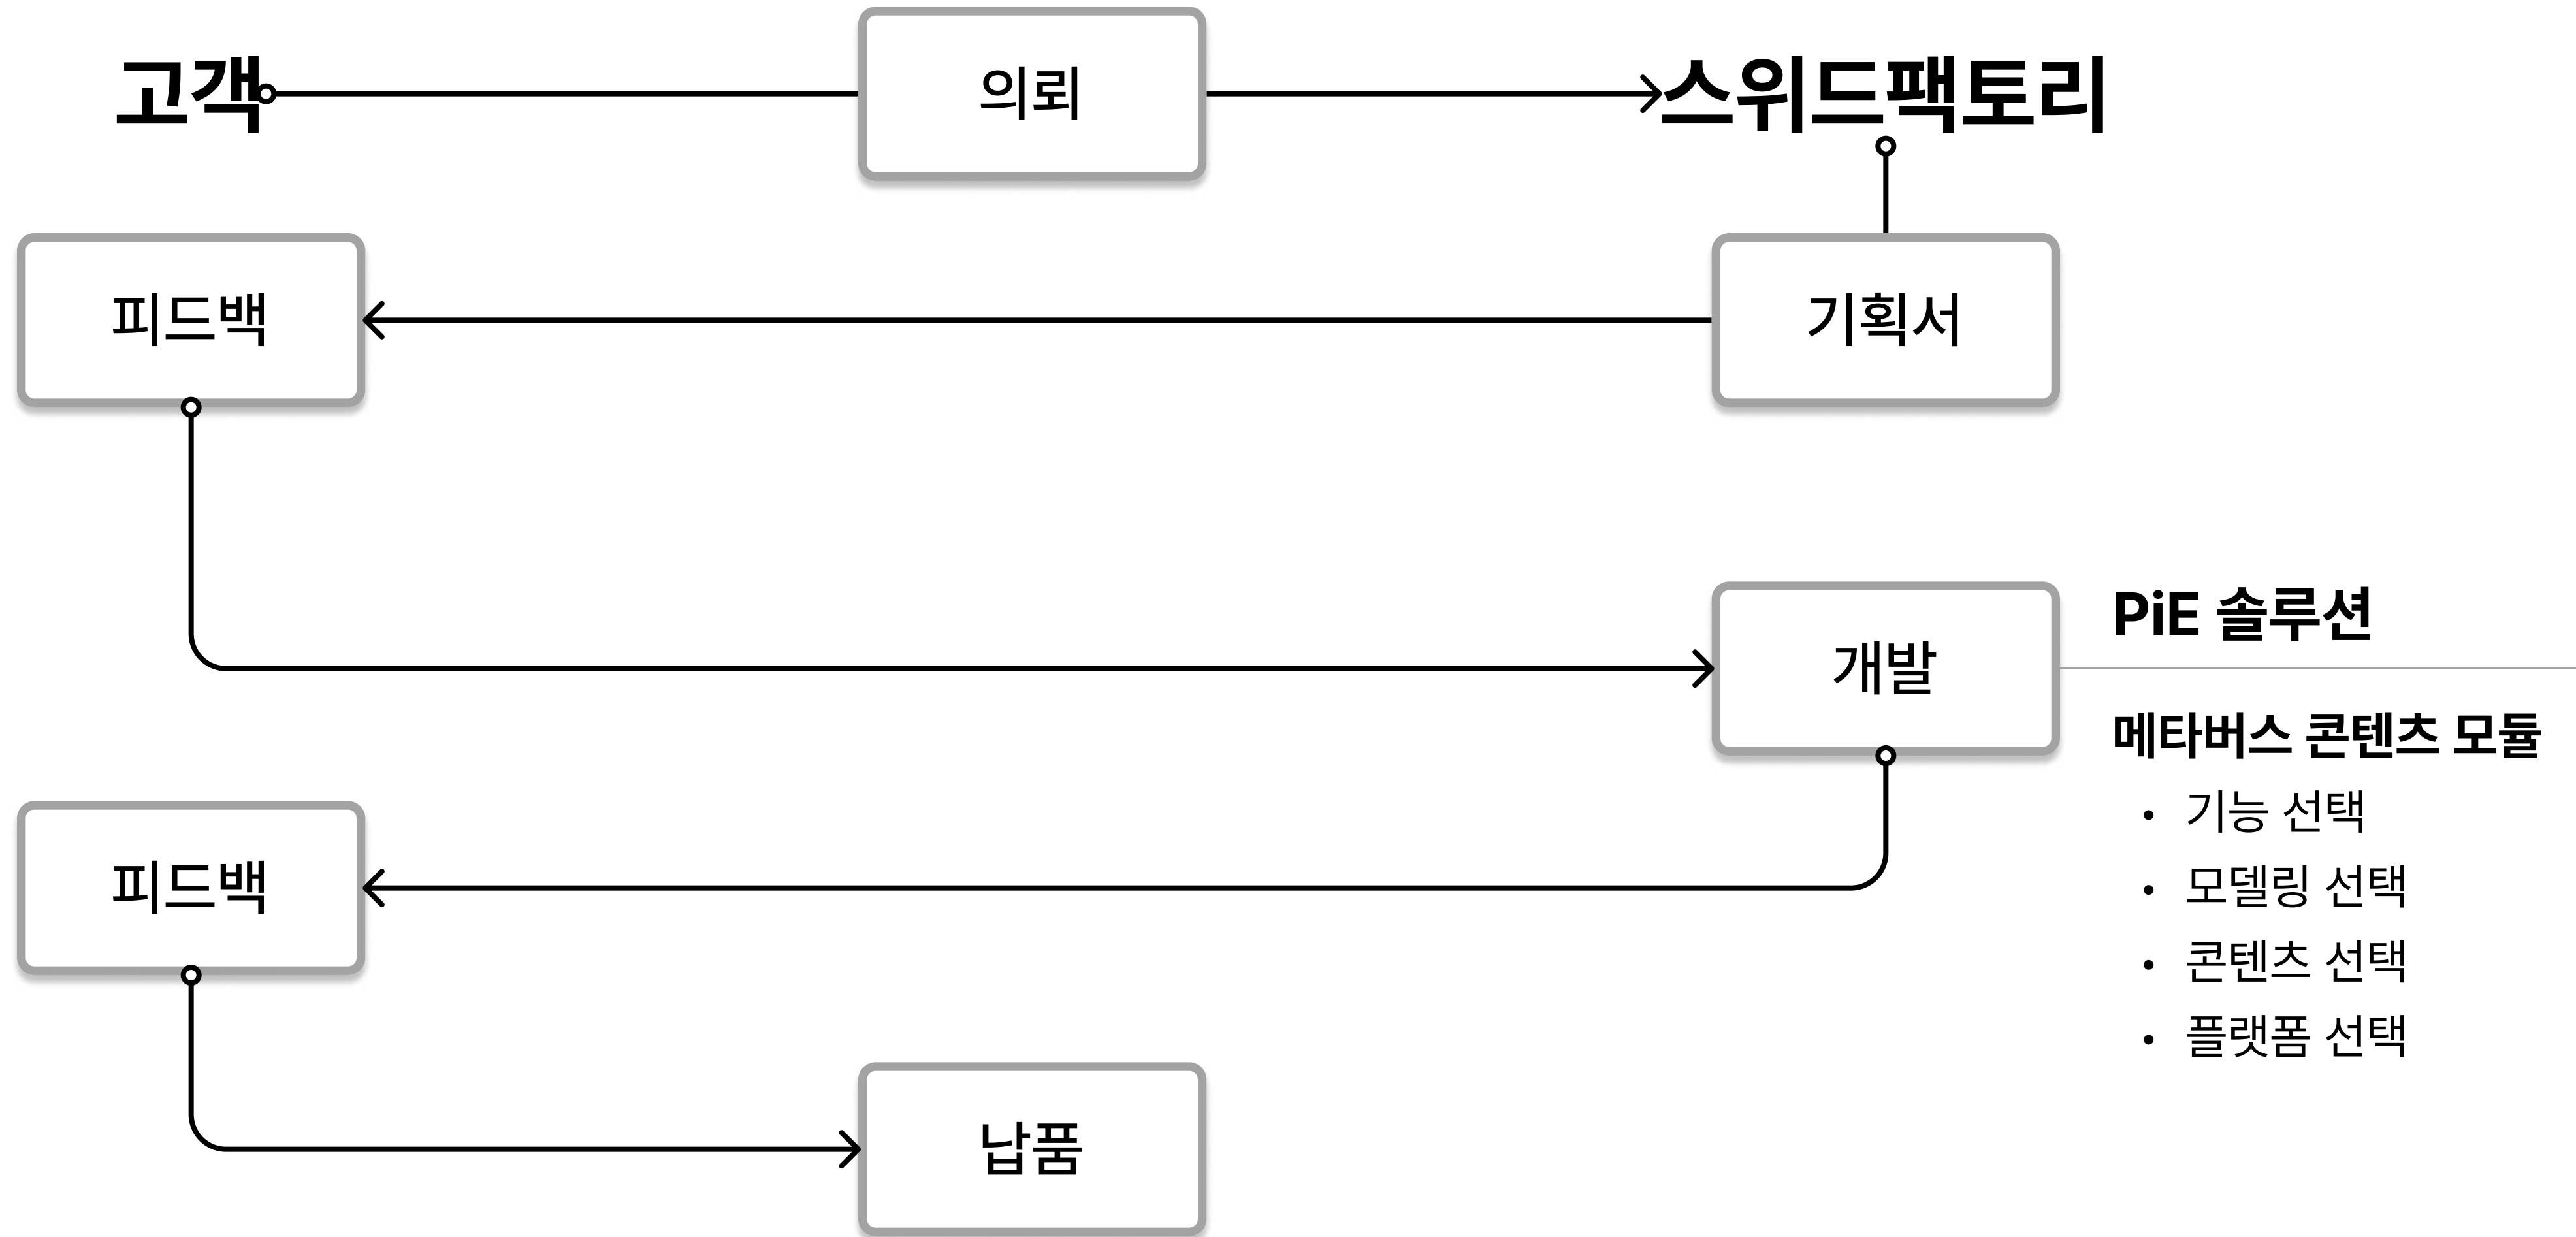 고객
의뢰
스위드팩토리
피드백
기획서
개발
PiE 솔루션
메타버스 콘텐츠 모듈
• 기능 선택
• 모델링 선택
• 콘텐츠 선택
• 플랫폼 선택
피드백
납품